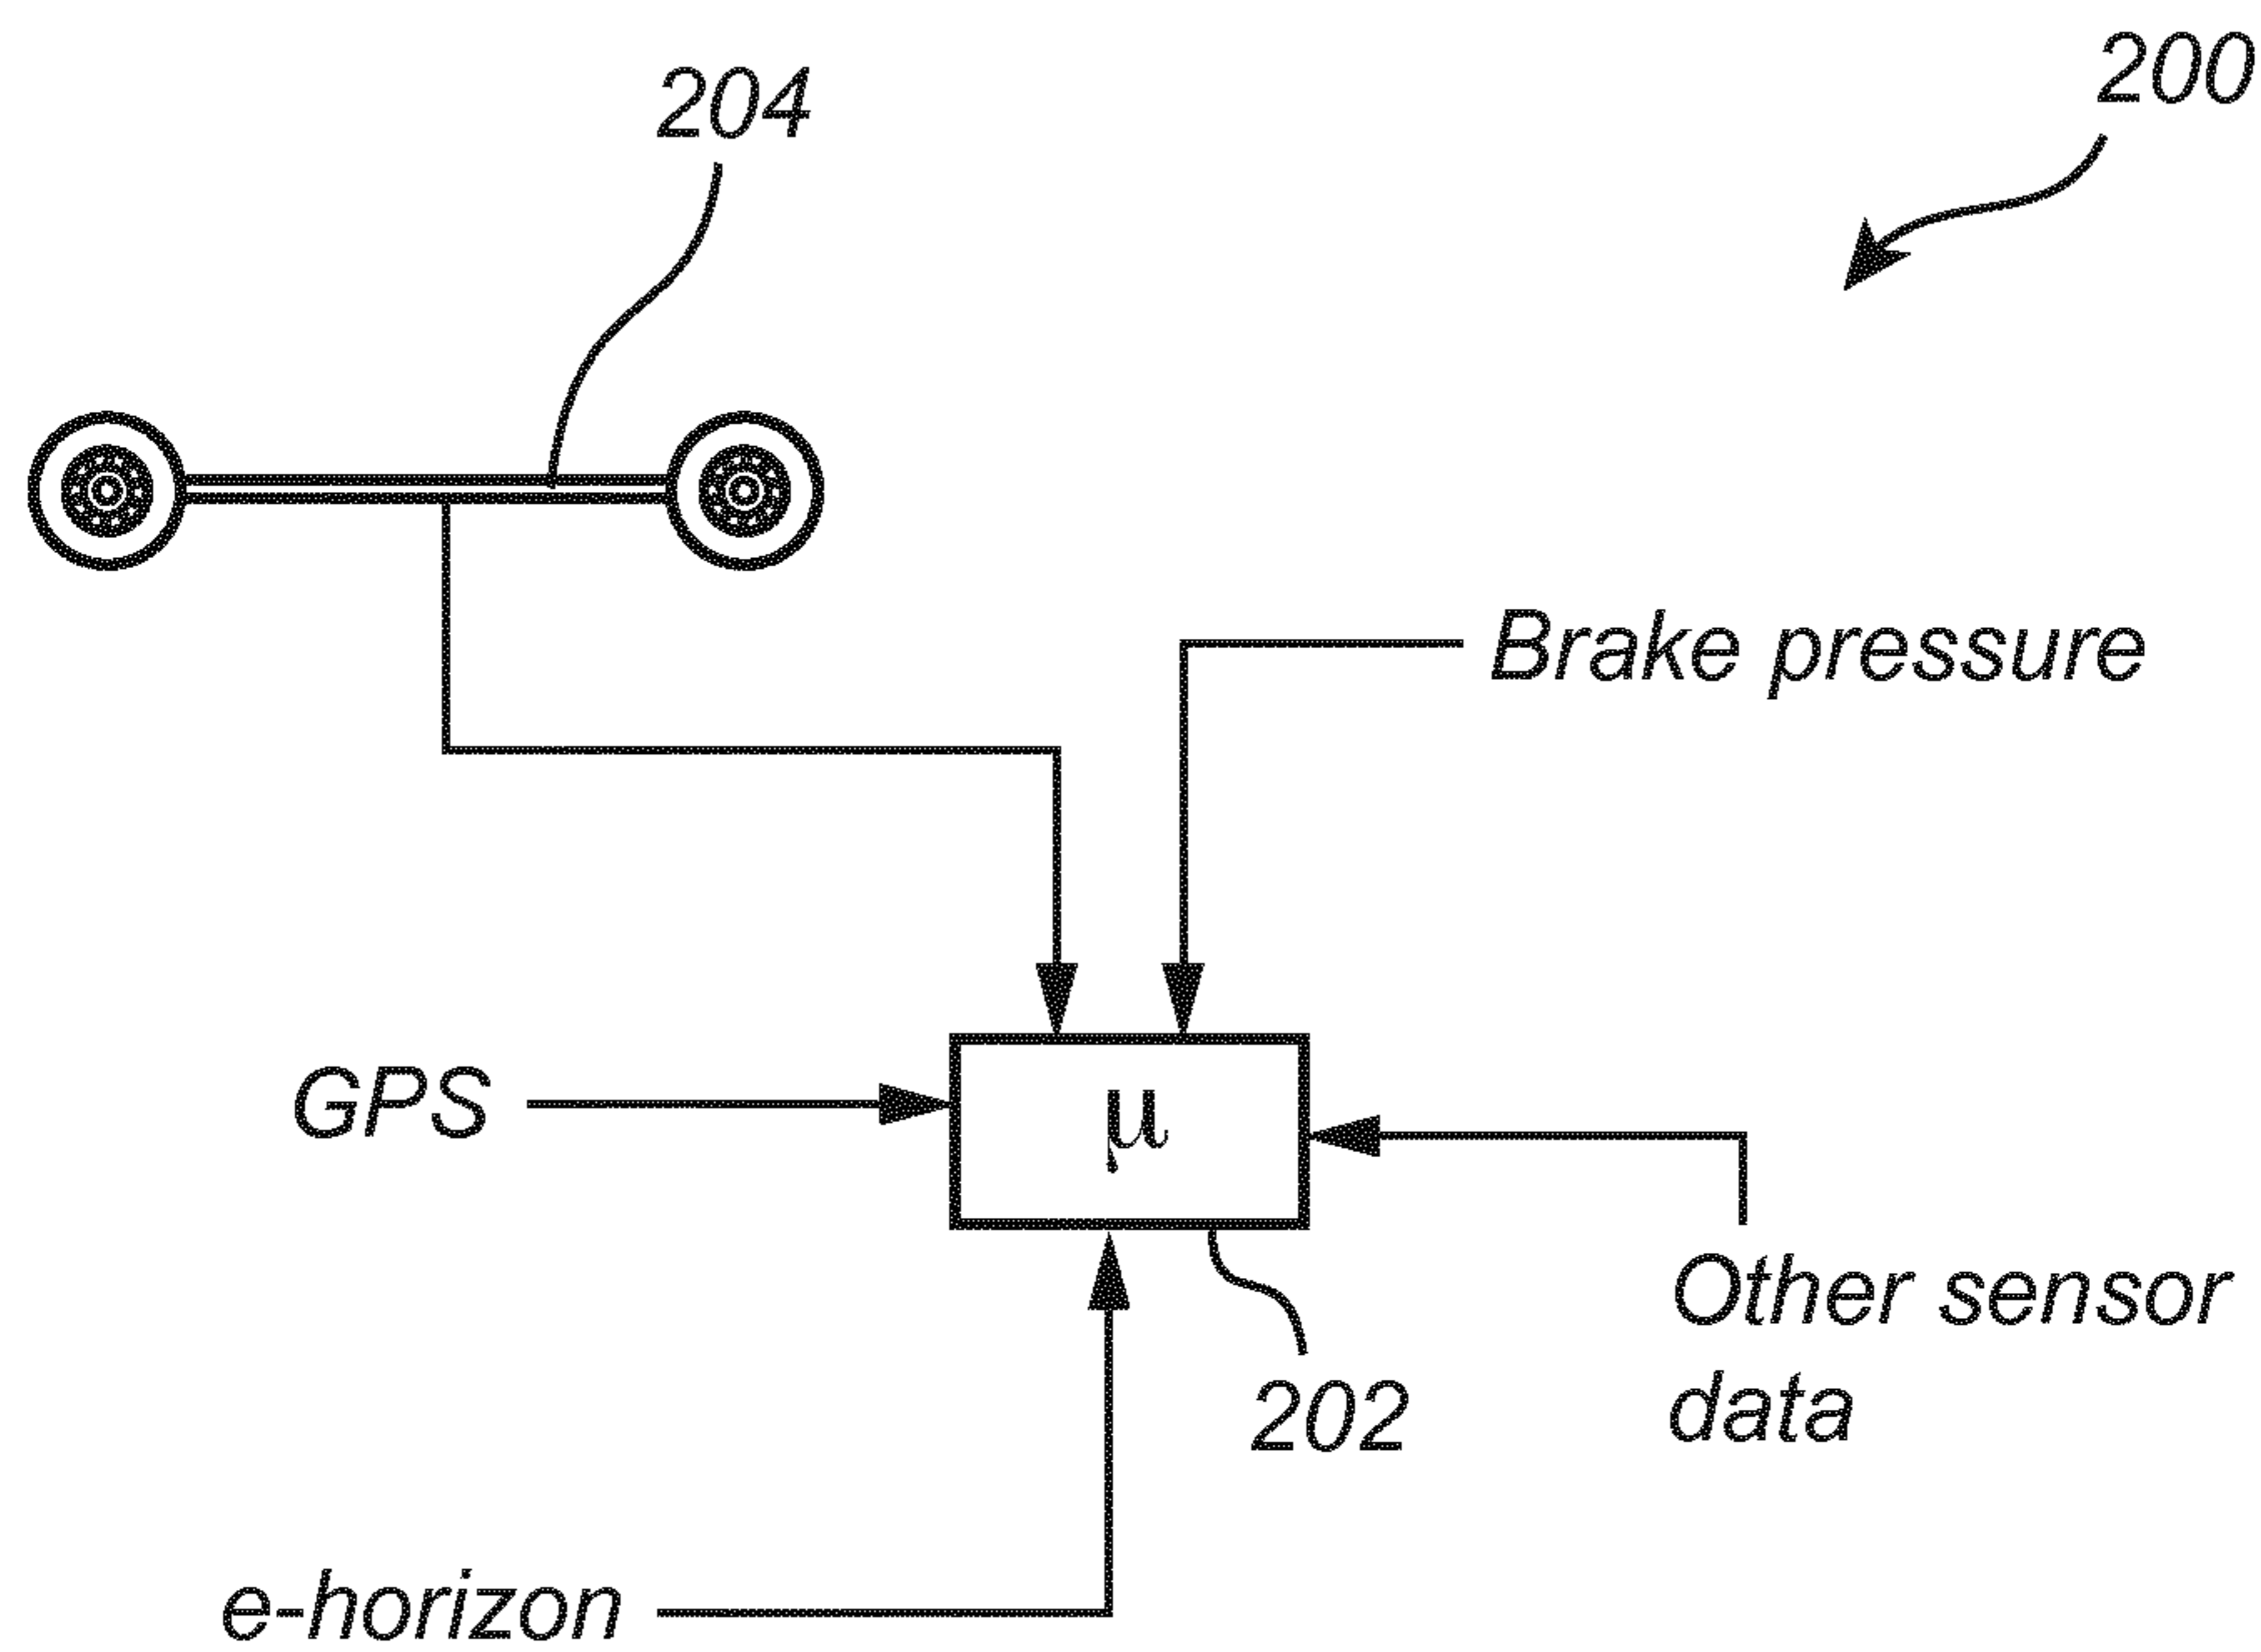 200
204
Brake pressure
GPS
μ
Other sensor
data
202
e-horizon